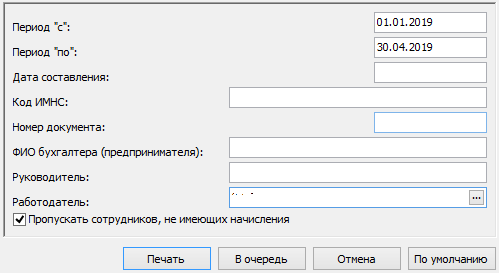 Период "с": 01.01.2019
Период "по": 30.04.2019
Дата составления:
Код ИМНС:
Номер документа:
ФИО бухгалтера (предпринимателя):
Руководитель:
Работодатель: ...
Пропускать сотрудников, не имеющих начисления
Печать В очередь Отмена По умолчанию